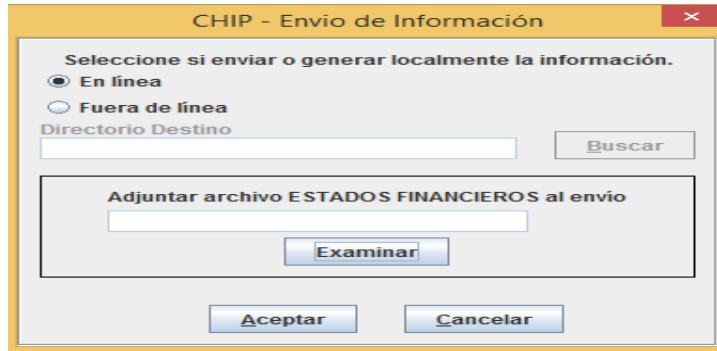 CHIP - Envio de Información
Seleccione si enviar o generar localmente la información.
En línea
Fuera de línea
Directorio Destino
Buscar
Adjuntar archivo ESTADOS FINANCIEROS al envío
Examinar
Aceptar Cancelar